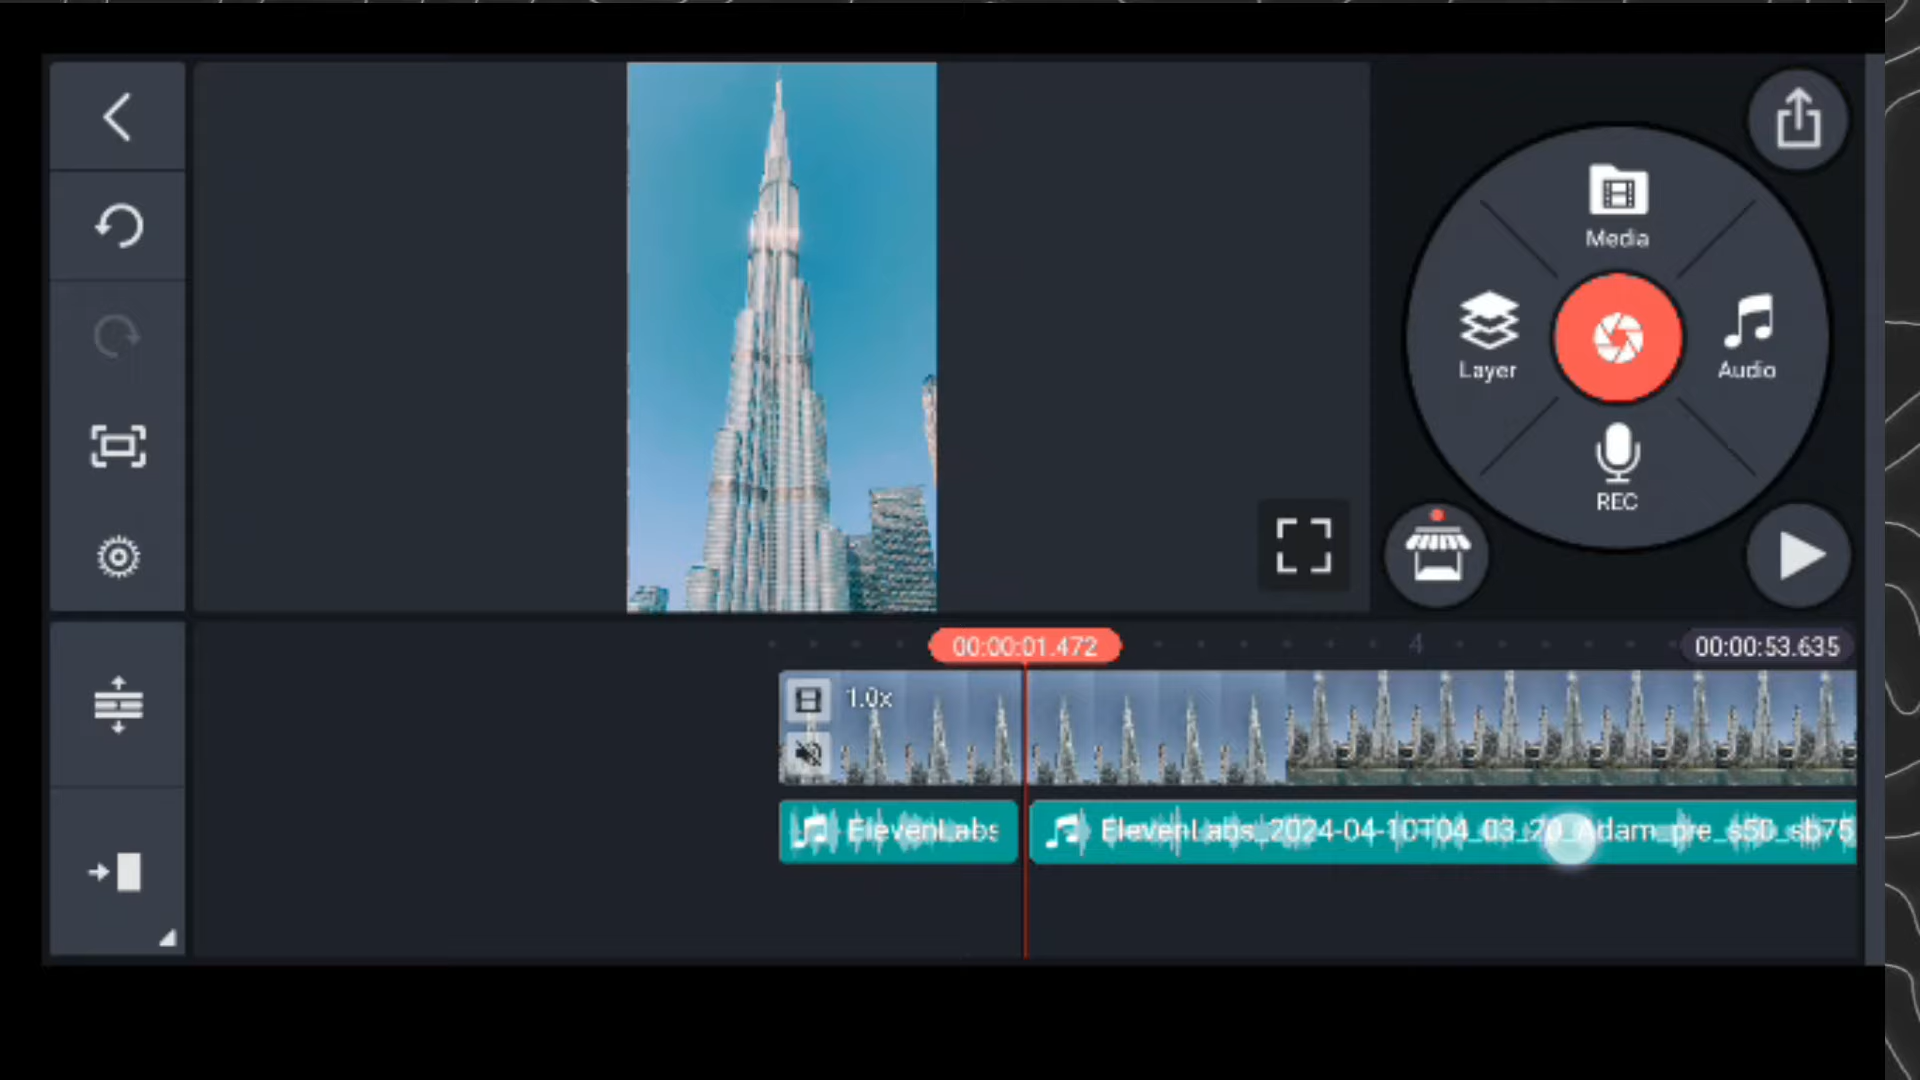 Media
Layer
Audio
REC
00:00:01.472
4
00:00:53.635
1.0x
ElevenLabs
ElevenLabs_2024-04-10T04_03_20_Adam_pre_s50_sb75